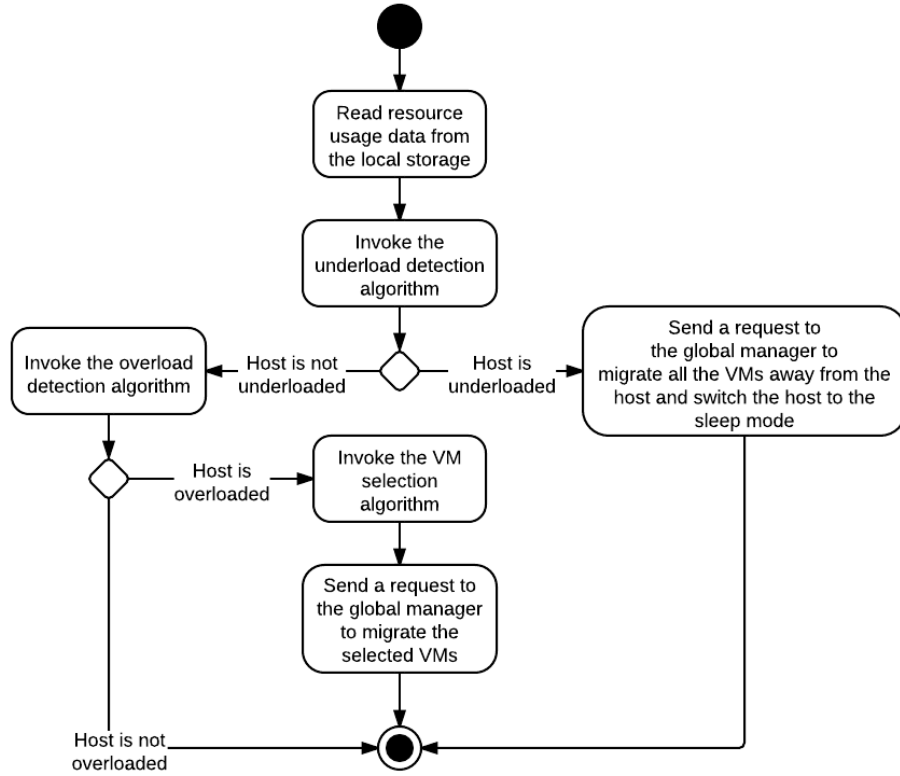 Read resource
usage data from
the local storage
Invoke the
underload detection
algorithm
Host is not
underloaded
Host is
underloaded
Send a request to
the global manager to
migrate all the VMs away from the
host and switch the host to the
sleep mode
Invoke the overload
detection algorithm
Host is
overloaded
Invoke the VM
selection
algorithm
Send a request to
the global manager
to migrate the
selected VMs
Host is not
overloaded